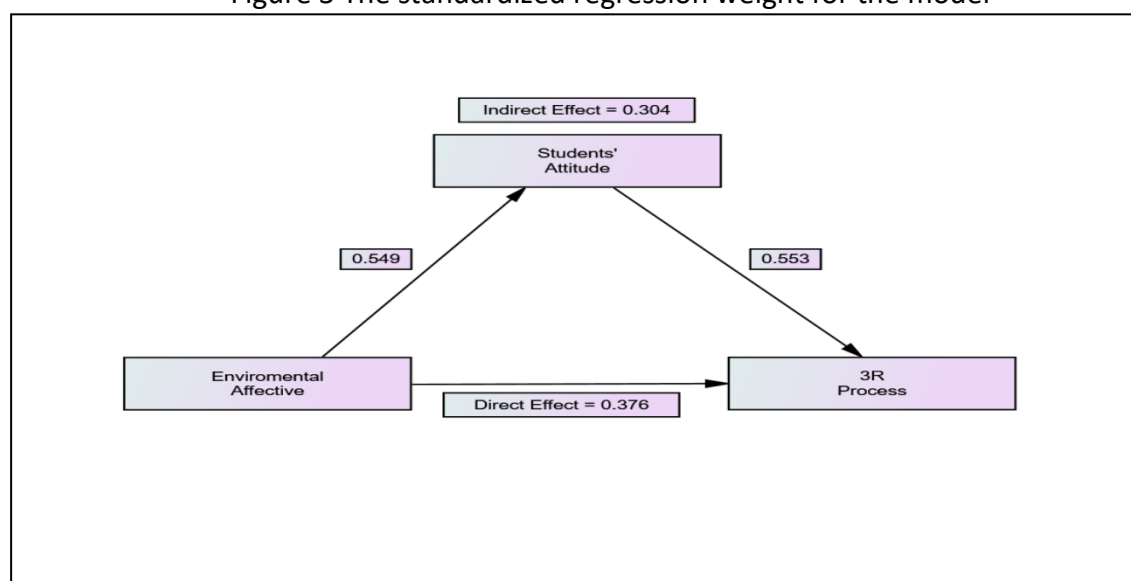 Figure 3 The standardized regression weight for the model
Indirect Effect = 0.304
Students'
Attitude
0.549
0.553
Enviromental
Affective
Direct Effect = 0.376
3R
Process